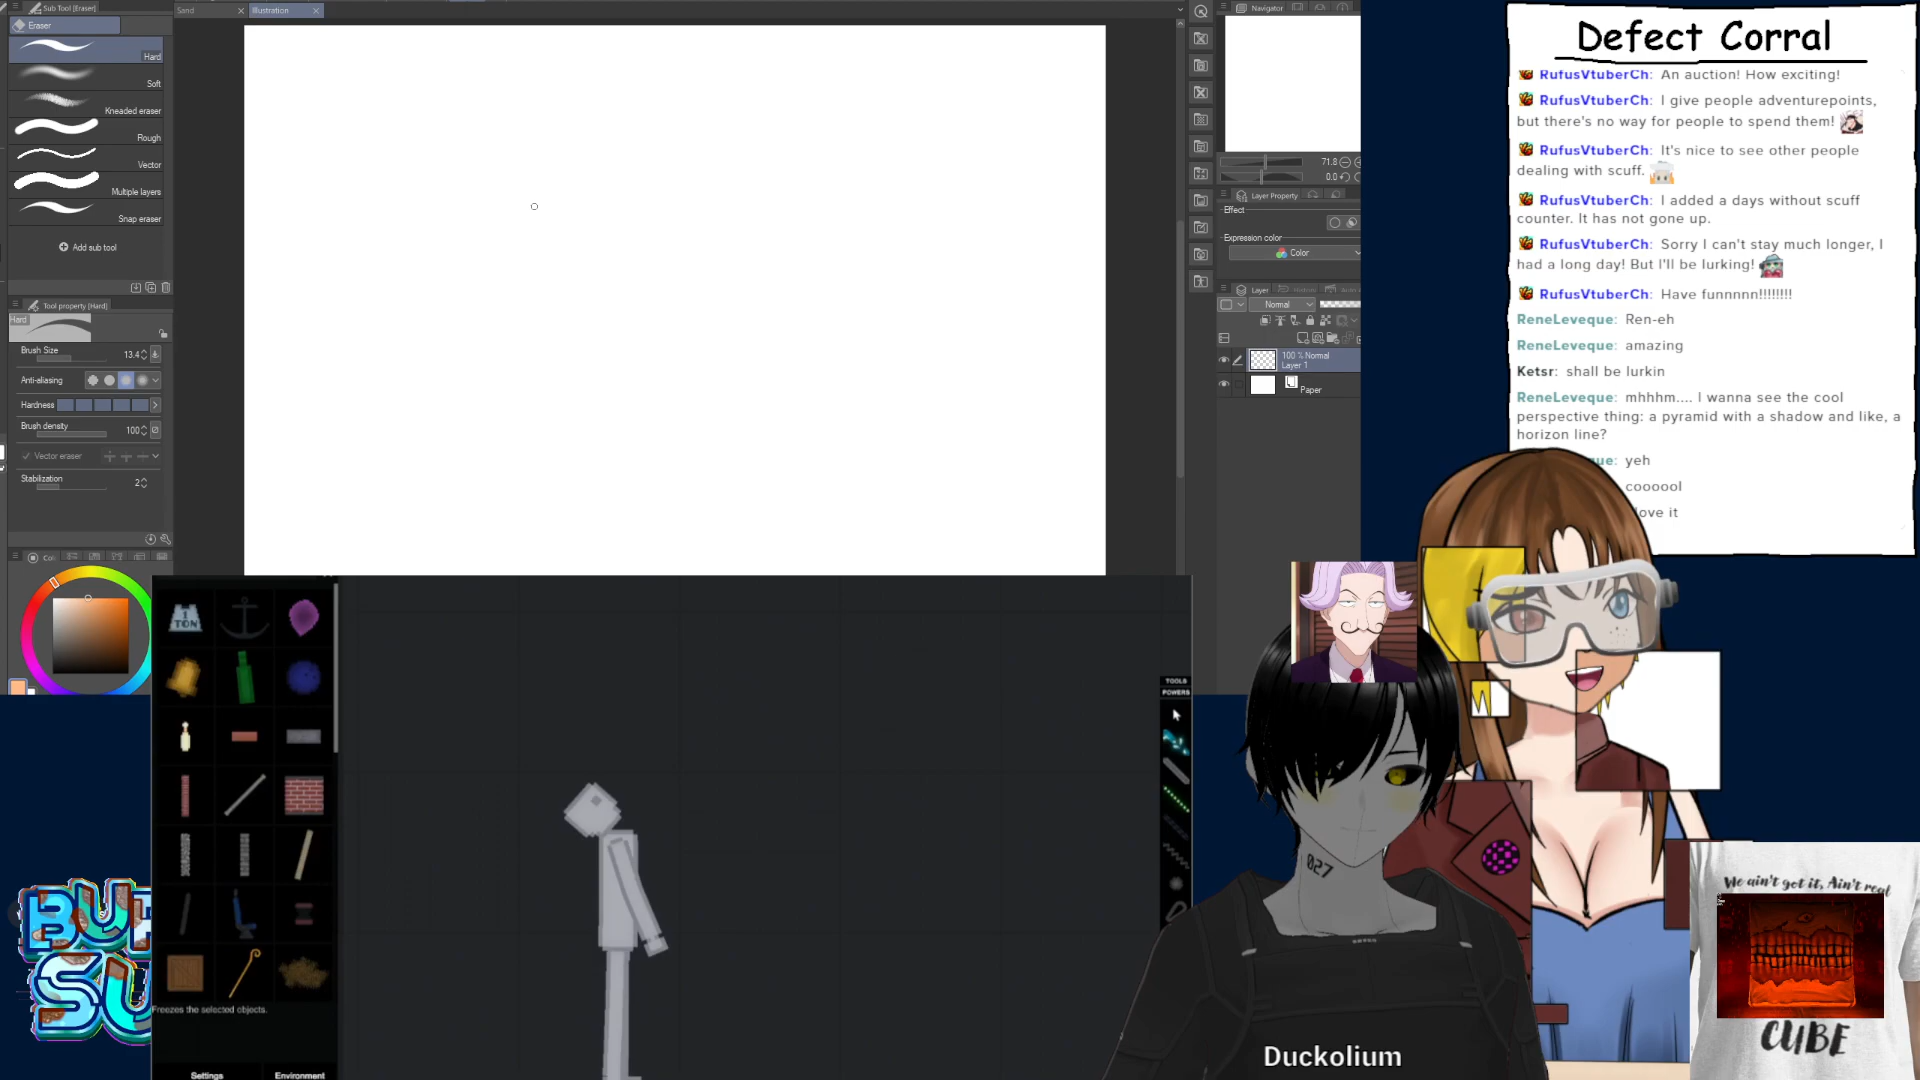 Sub Tool [Eraser]
Eraser
Hard
Soft
Kneaded eraser
Rough
Vector
Multiple layers
Snap eraser
Add sub tool
Tool property [Hard]
Hard
Brush Size 13.4
Anti-aliasing
Hardness
Brush density 100
Vector eraser
Stabilization 2
Sand
Illustration
Navigator
71.8
0.0
Layer Property
Effect
Expression color
Color
Layer
Normal
100 % Normal
Layer 1
Paper
Defect Corral
RufusVtuberCh: An auction! How exciting!
RufusVtuberCh: I give people adventurepoints,
but there's no way for people to spend them!
RufusVtuberCh: It's nice to see other people
dealing with scuff.
RufusVtuberCh: I added a days without scuff
counter. It has not gone up.
RufusVtuberCh: Sorry I can't stay much longer, I
had a long day! But I'll be lurking!
RufusVtuberCh: Have funnnnn!!!!!!!!
ReneLeveque: Ren-eh
ReneLeveque: amazing
Ketsr: shall be lurkin
ReneLeveque: mhhhm.... I wanna see the cool
perspective thing: a pyramid with a shadow and like, a
horizon line?
ue: yeh
coooool
love it
1
TON
TOOLS
POWERS
Freezes the selected objects.
Settings
Environment
027
Duckolium
We ain't got it, Ain't real
CUBE